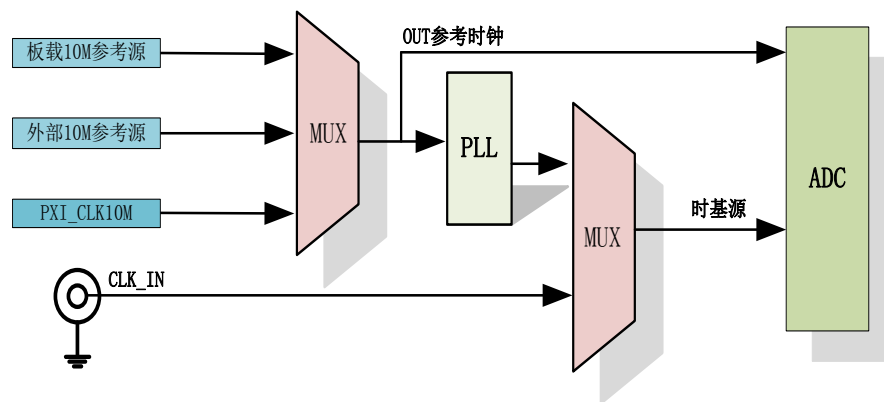 板载10M参考源
外部10M参考源
PXI_CLK10M
CLK_IN
MUX
OUT参考时钟
PLL
MUX
时基源
ADC